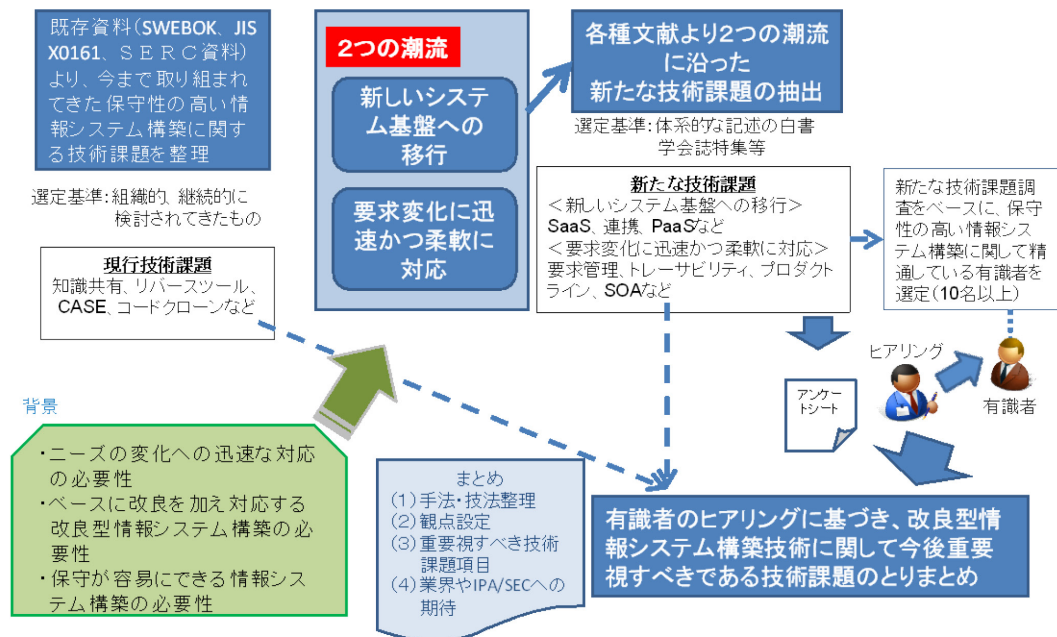 既存資料(SWEBOK、JIS
X0161、SERC資料)
より、今まで取り組まれ
てきた保守性の高い情
報システム構築に関す
る技術課題を整理
選定基準:組織的、継続的に
検討されてきたもの
現行技術課題
知識共有、リバースツール、
CASE、コードクローンなど
2つの潮流
新しいシステ
ム基盤への
移行
要求変化に迅
速かつ柔軟に
対応
各種文献より2つの潮流
に沿った
新たな技術課題の抽出
選定基準:体系的な記述の白書
学会誌特集等
新たな技術課題
<新しいシステム基盤への移行>
SaaS、連携、PaaSなど
<要求変化に迅速かつ柔軟に対応>
要求管理、トレーサビリティ、プロダクト
ライン、SOAなど
新たな技術課題調
査をベースに、保守
性の高い情報シス
テム構築に関して精
通している有識者を
選定(10名以上)
ヒアリング
有識者
アンケー
トシート
背景
・ニーズの変化への迅速な対応
の必要性
・ベースに改良を加え対応する
改良型情報システム構築の必
要性
・保守が容易にできる情報シス
テム構築の必要性
まとめ
(1)手法・技法整理
(2)観点設定
(3)重要視すべき技術
課題項目
(4)業界やIPA/SECへの
期待
有識者のヒアリングに基づき、改良型情
報システム構築技術に関して今後重要
視すべきである技術課題のとりまとめ